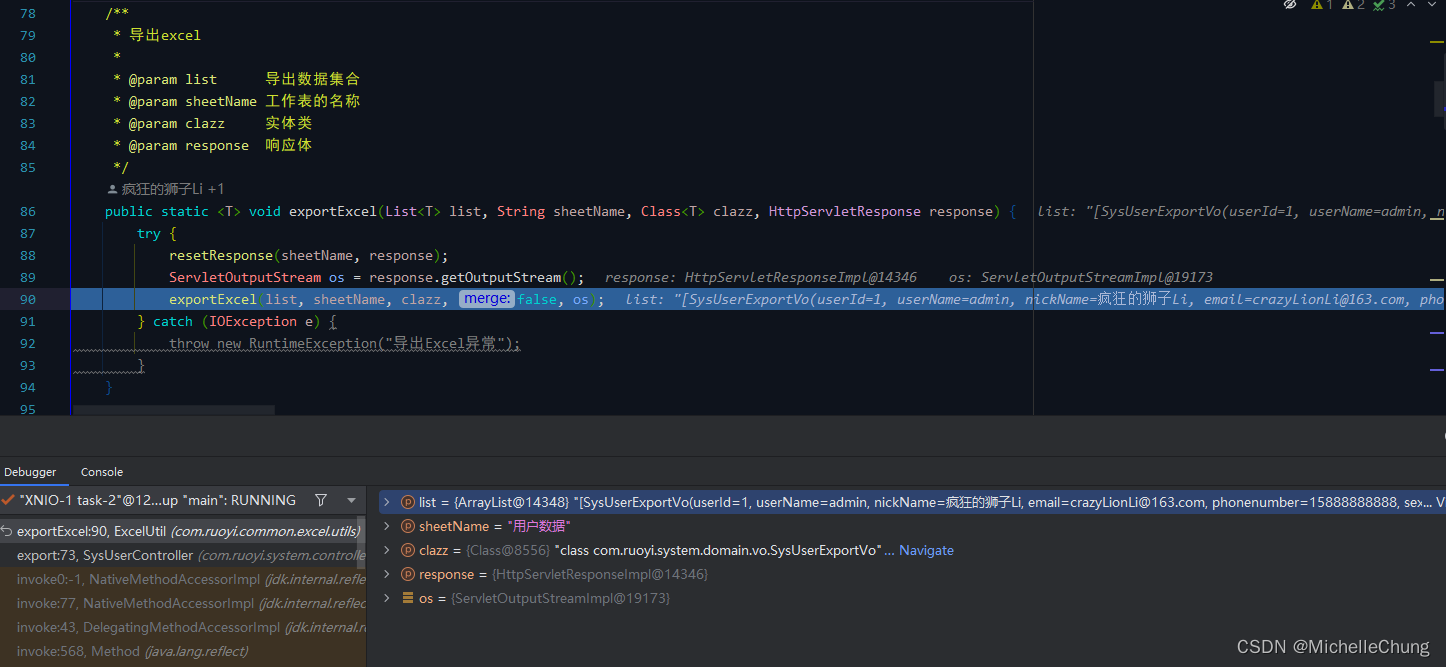 78 /**
1 2 3
79 * 导出excel
80 *
81 * @param list 导出数据集合
82 * @param sheetName 工作表的名称
83 * @param clazz 实体类
84 * @param response 响应体
85 */
疯狂的狮子Li +1
86 public static <T> void exportExcel(List<T> list, String sheetName, Class<T> clazz, HttpServletResponse response) { list: "[SysUserExportVo(userId=1, userName=admin, n
87 try {
88 resetResponse(sheetName, response);
89 ServletOutputStream os = response.getOutputStream(); response: HttpServletResponseImpl@14346 os: ServletOutputStreamImpl@19173
90 exportExcel(list, sheetName, clazz, merge: false, os); list: "[SysUserExportVo(userId=1, userName=admin, nickName=疯狂的狮子Li, email=crazyLionLi@163.com, pho
91 } catch (IOException e) {
92 throw new RuntimeException("导出Excel异常");
93 }
94 }
95
Debugger Console
"XNIO-1 task-2"@12...up "main": RUNNING
exportExcel:90, ExcelUtil (com.ruoyi.common.excel.utils)
export:73, SysUserController (com.ruoyi.system.controlle
invoke0:-1, NativeMethodAccessorImpl (jdk.internal.refle
invoke:77, NativeMethodAccessorImpl (jdk.internal.reflec
invoke:43, DelegatingMethodAccessorImpl (jdk.internal.re
invoke:568, Method (java.lang.reflect)
list = {ArrayList@14348} "[SysUserExportVo(userId=1, userName=admin, nickName=疯狂的狮子Li, email=crazyLionLi@163.com, phonenumber=15888888888, sex... V
sheetName = "用户数据"
clazz = {Class@8556} "class com.ruoyi.system.domain.vo.SysUserExportVo" ... Navigate
response = {HttpServletResponseImpl@14346}
os = {ServletOutputStreamImpl@19173}
CSDN @MichelleChung